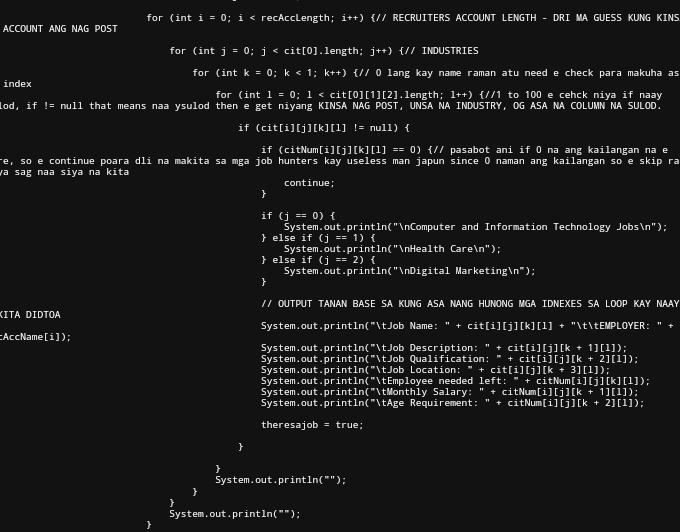 for (int i = 0; i < recAccLength; i++) {// RECRUITERS ACCOUNT LENGTH - DRI MA GUESS KUNG KINS
ACCOUNT ANG NAG POST
for (int j = 0; j < cit[0].length; j++) {// INDUSTRIES
for (int k = 0; k < 1; k++) {// 0 lang kay name raman atu need e check para makuha as
index
for (int l = 0; l < cit[0][1][2].length; l++) {//1 to 100 e cehck niya if naay
lod, if != null that means naa ysulod then e get niyang KINSA NAG POST, UNSA NA INDUSTRY, OG ASA NA COLUMN NA SULOD.
if (cit[i][j][k][l] != null) {
if (citNum[i][j][k][l] == 0) {// pasabot ani if 0 na ang kailangan na e
re, so e continue poara dli na makita sa mga job hunters kay useless man japun since 0 naman ang kailangan so e skip ra
ya sag naa siya na kita
continue;
}
if (j == 0) {
System.out.println("\nComputer and Information Technology Jobs\n");
} else if (j == 1) {
System.out.println("\nHealth Care\n");
} else if (j == 2) {
System.out.println("\nDigital Marketing\n");
}
// OUTPUT TANAN BASE SA KUNG ASA NANG HUNONG MGA IDNEXES SA LOOP KAY NAAY
KITA DIDTOA
System.out.println("\tJob Name: " + cit[i][j][k][l] + "\t\tEMPLOYER: " +
cAccName[i]);
System.out.println("\tJob Description: " + cit[i][j][k + 1][l]);
System.out.println("\tJob Qualification: " + cit[i][j][k + 2][l]);
System.out.println("\tJob Location: " + cit[i][j][k + 3][l]);
System.out.println("\tEmployee needed left: " + citNum[i][j][k][l]);
System.out.println("\tMonthly Salary: " + citNum[i][j][k + 1][l]);
System.out.println("\tAge Requirement: " + citNum[i][j][k + 2][l]);
theresajob = true;
}
}
System.out.println("");
}
}
System.out.println("");
}